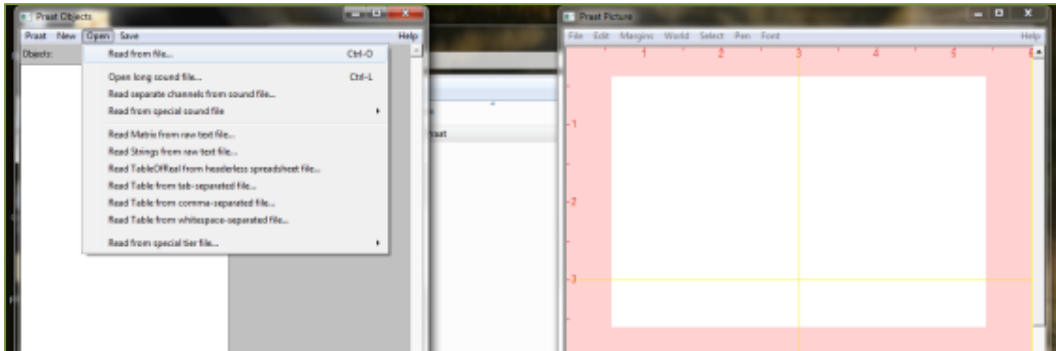 Praat Objects
Praat New Open Save Help
Objects:
Read from file... Ctrl-O
Open long sound file... Ctrl-L
Read separate channels from sound file...
Read from special sound file
Read Matrix from raw text file...
Read Strings from raw text file...
Read TableOfReal from headerless spreadsheet file...
Read Table from tab-separated file...
Read Table from comma-separated file...
Read Table from whitespace-separated file...
Read from special tier file...
Praat Picture
File Edit Margins World Select Pen Font Help
1 2 3 4 5 6
1
2
3